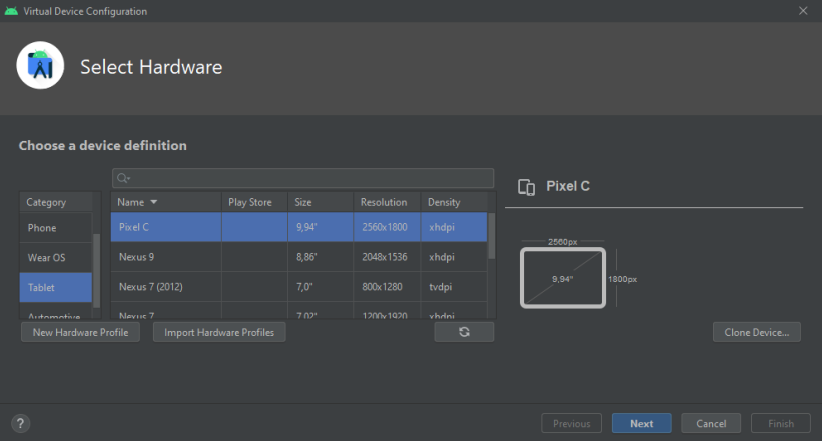 Virtual Device Configuration
Select Hardware
Choose a device definition
Category
Phone
Wear OS
Tablet
Automotive
Name Play Store Size Resolution Density
Pixel C 9,94" 2560x1800 xhdpi
Nexus 9 8,86" 2048x1536 xhdpi
Nexus 7 (2012) 7,0" 800x1280 tvdpi
Nexus 7 7,02" 1200x1920 xhdpi
New Hardware Profile
Import Hardware Profiles
Pixel C
2560px
9,94"
1800px
Clone Device...
?
Previous
Next
Cancel
Finish